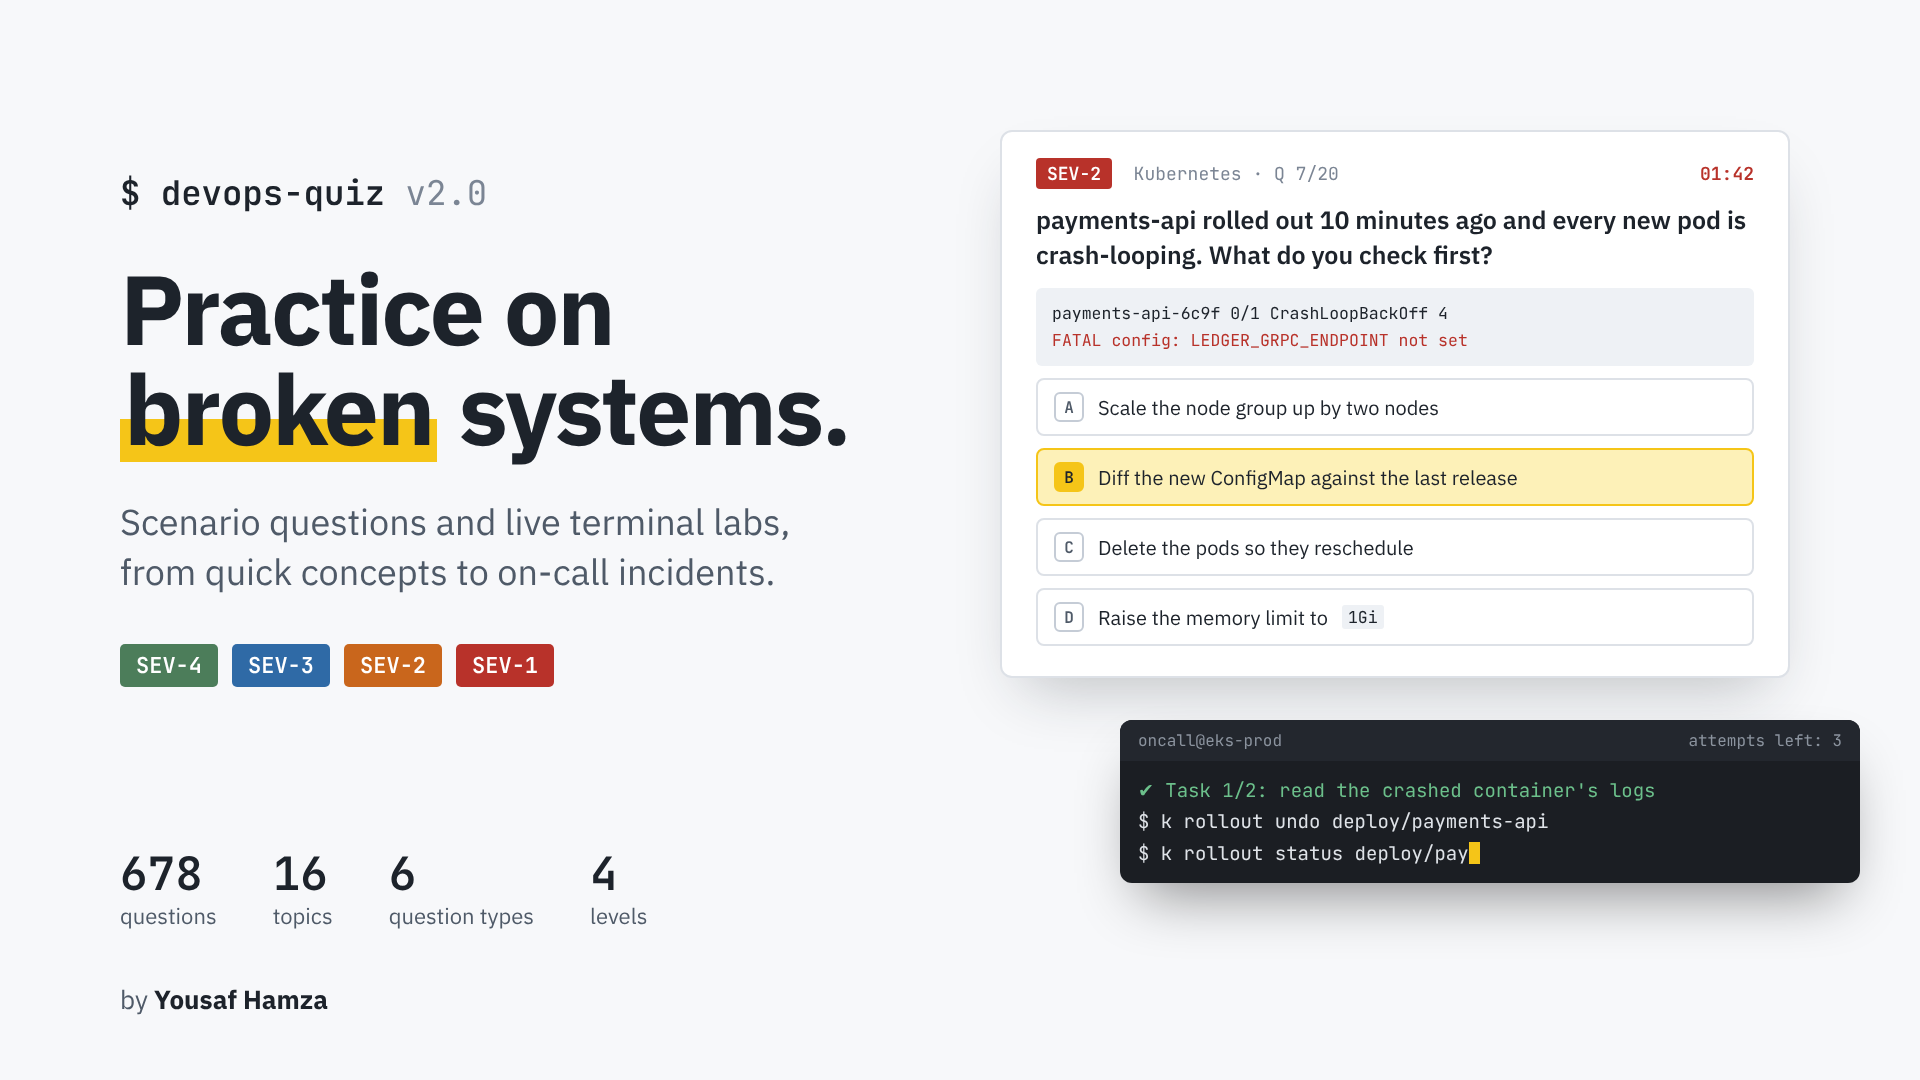 $ devops-quiz v2.0
Practice on
broken systems.
Scenario questions and live terminal labs,
from quick concepts to on-call incidents.
SEV-4 SEV-3 SEV-2 SEV-1
678 16 6 4
questions topics question types levels
by Yousaf Hamza
SEV-2 Kubernetes · Q 7/20 01:42
payments-api rolled out 10 minutes ago and every new pod is
crash-looping. What do you check first?
payments-api-6c9f 0/1 CrashLoopBackOff 4
FATAL config: LEDGER_GRPC_ENDPOINT not set
A Scale the node group up by two nodes
B Diff the new ConfigMap against the last release
C Delete the pods so they reschedule
D Raise the memory limit to 1Gi
oncall@eks-prod attempts left: 3
✔ Task 1/2: read the crashed container's logs
$ k rollout undo deploy/payments-api
$ k rollout status deploy/pay